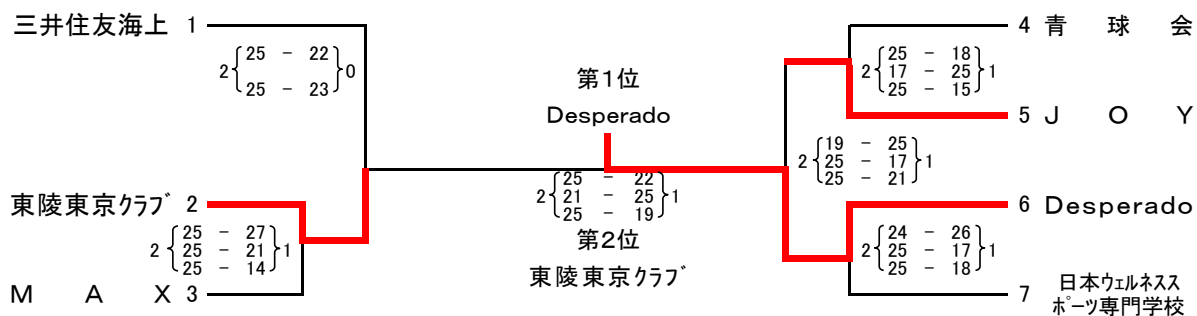 三井住友海上 1
2 25 - 22 0
25 - 23
東陵東京ｸﾗﾌﾞ 2
25 - 27
2 25 - 21 1
25 - 14
M A X 3
第1位
Desperado
25 - 22
2 21 - 25 1
25 - 19
第2位
東陵東京ｸﾗﾌﾞ
4 青 球 会
25 - 18
2 17 - 25 1
25 - 15
5 J O Y
19 - 25
2 25 - 17 1
25 - 21
6 Desperado
24 - 26
2 25 - 17 1
25 - 18
7 日本ウェルネスス
ポーツ専門学校